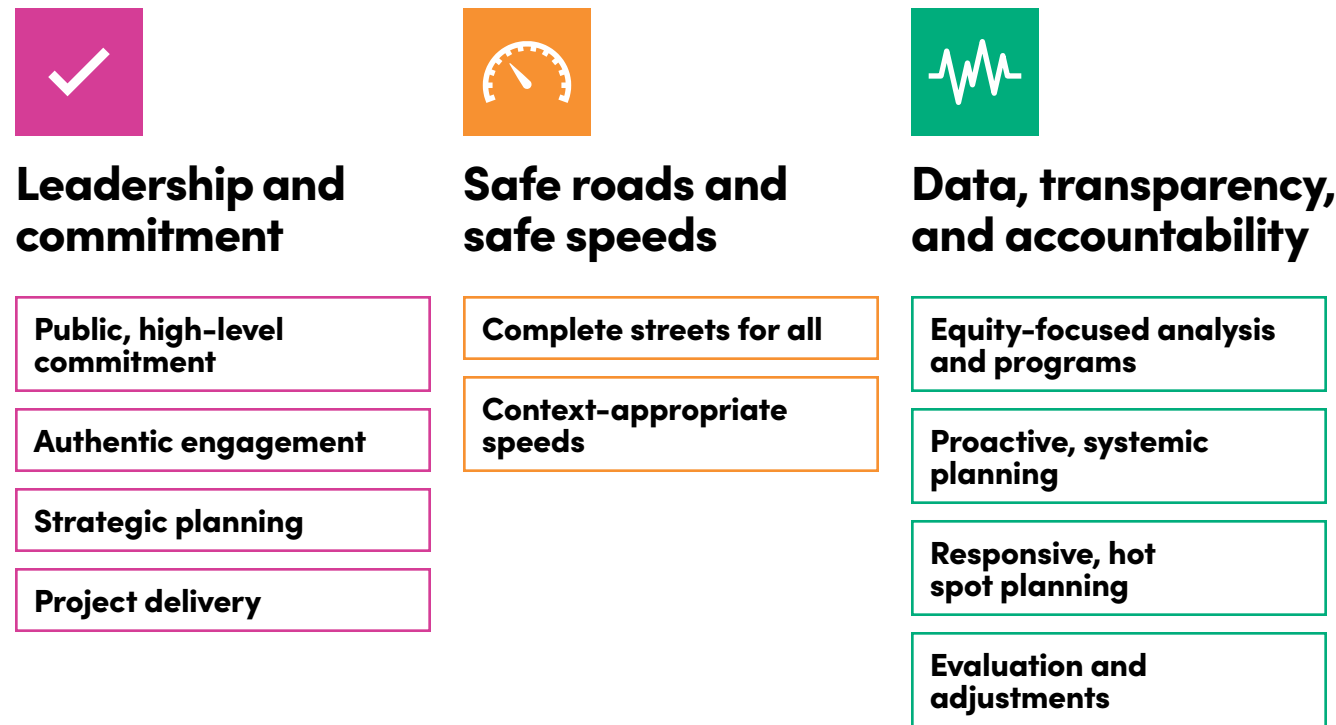 Leadership and
commitment
Public, high-level
commitment
Authentic engagement
Strategic planning
Project delivery
Safe roads and
safe speeds
Complete streets for all
Context-appropriate
speeds
Data, transparency,
and accountability
Equity-focused analysis
and programs
Proactive, systemic
planning
Responsive, hot
spot planning
Evaluation and
adjustments